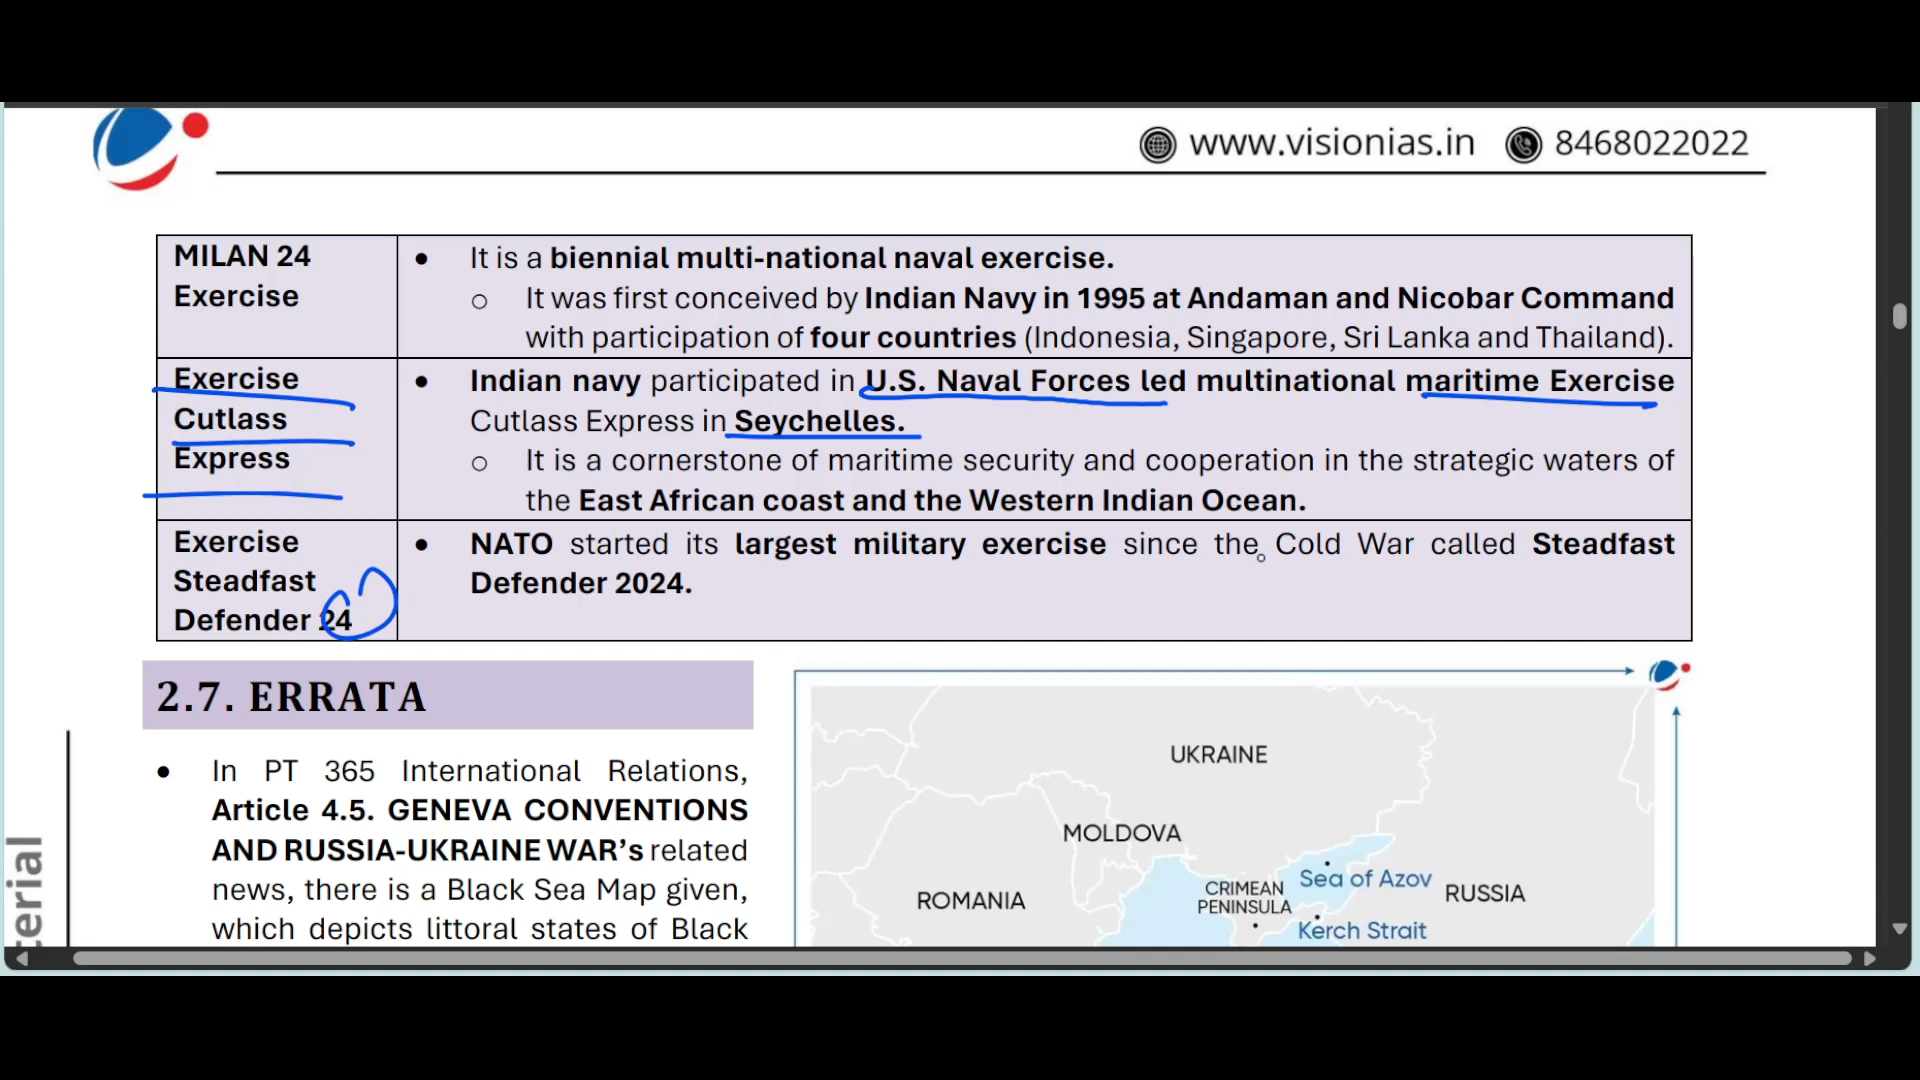 www.visionias.in 8468022022
MILAN 24
Exercise
• It is a biennial multi-national naval exercise.
○ It was first conceived by Indian Navy in 1995 at Andaman and Nicobar Command
with participation of four countries (Indonesia, Singapore, Sri Lanka and Thailand).
Exercise
Cutlass
Express
• Indian navy participated in U.S. Naval Forces led multinational maritime Exercise
Cutlass Express in Seychelles.
○ It is a cornerstone of maritime security and cooperation in the strategic waters of
the East African coast and the Western Indian Ocean.
Exercise
Steadfast
Defender 24
• NATO started its largest military exercise since the Cold War called Steadfast
Defender 2024.
2.7. ERRATA
• In PT 365 International Relations,
Article 4.5. GENEVA CONVENTIONS
AND RUSSIA-UKRAINE WAR’s related
news, there is a Black Sea Map given,
which depicts littoral states of Black
UKRAINE
MOLDOVA
ROMANIA
CRIMEAN
PENINSULA
Sea of Azov
RUSSIA
Kerch Strait